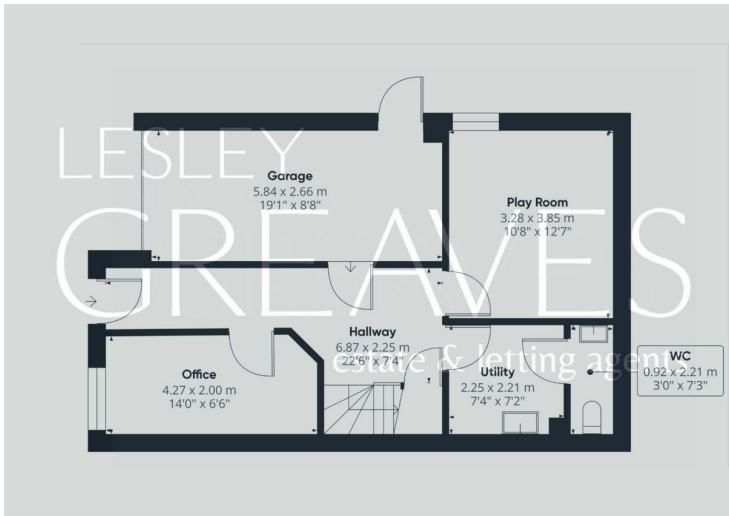 LESLEY
GREAVES
estate & letting agents
Garage
5.84 x 2.66 m
19'1" x 8'8"
Play Room
3.28 x 3.85 m
10'8" x 12'7"
Hallway
6.87 x 2.25 m
22'6" x 7'4"
Office
4.27 x 2.00 m
14'0" x 6'6"
Utility
2.25 x 2.21 m
7'4" x 7'2"
WC
0.92 x 2.21 m
3'0" x 7'3"